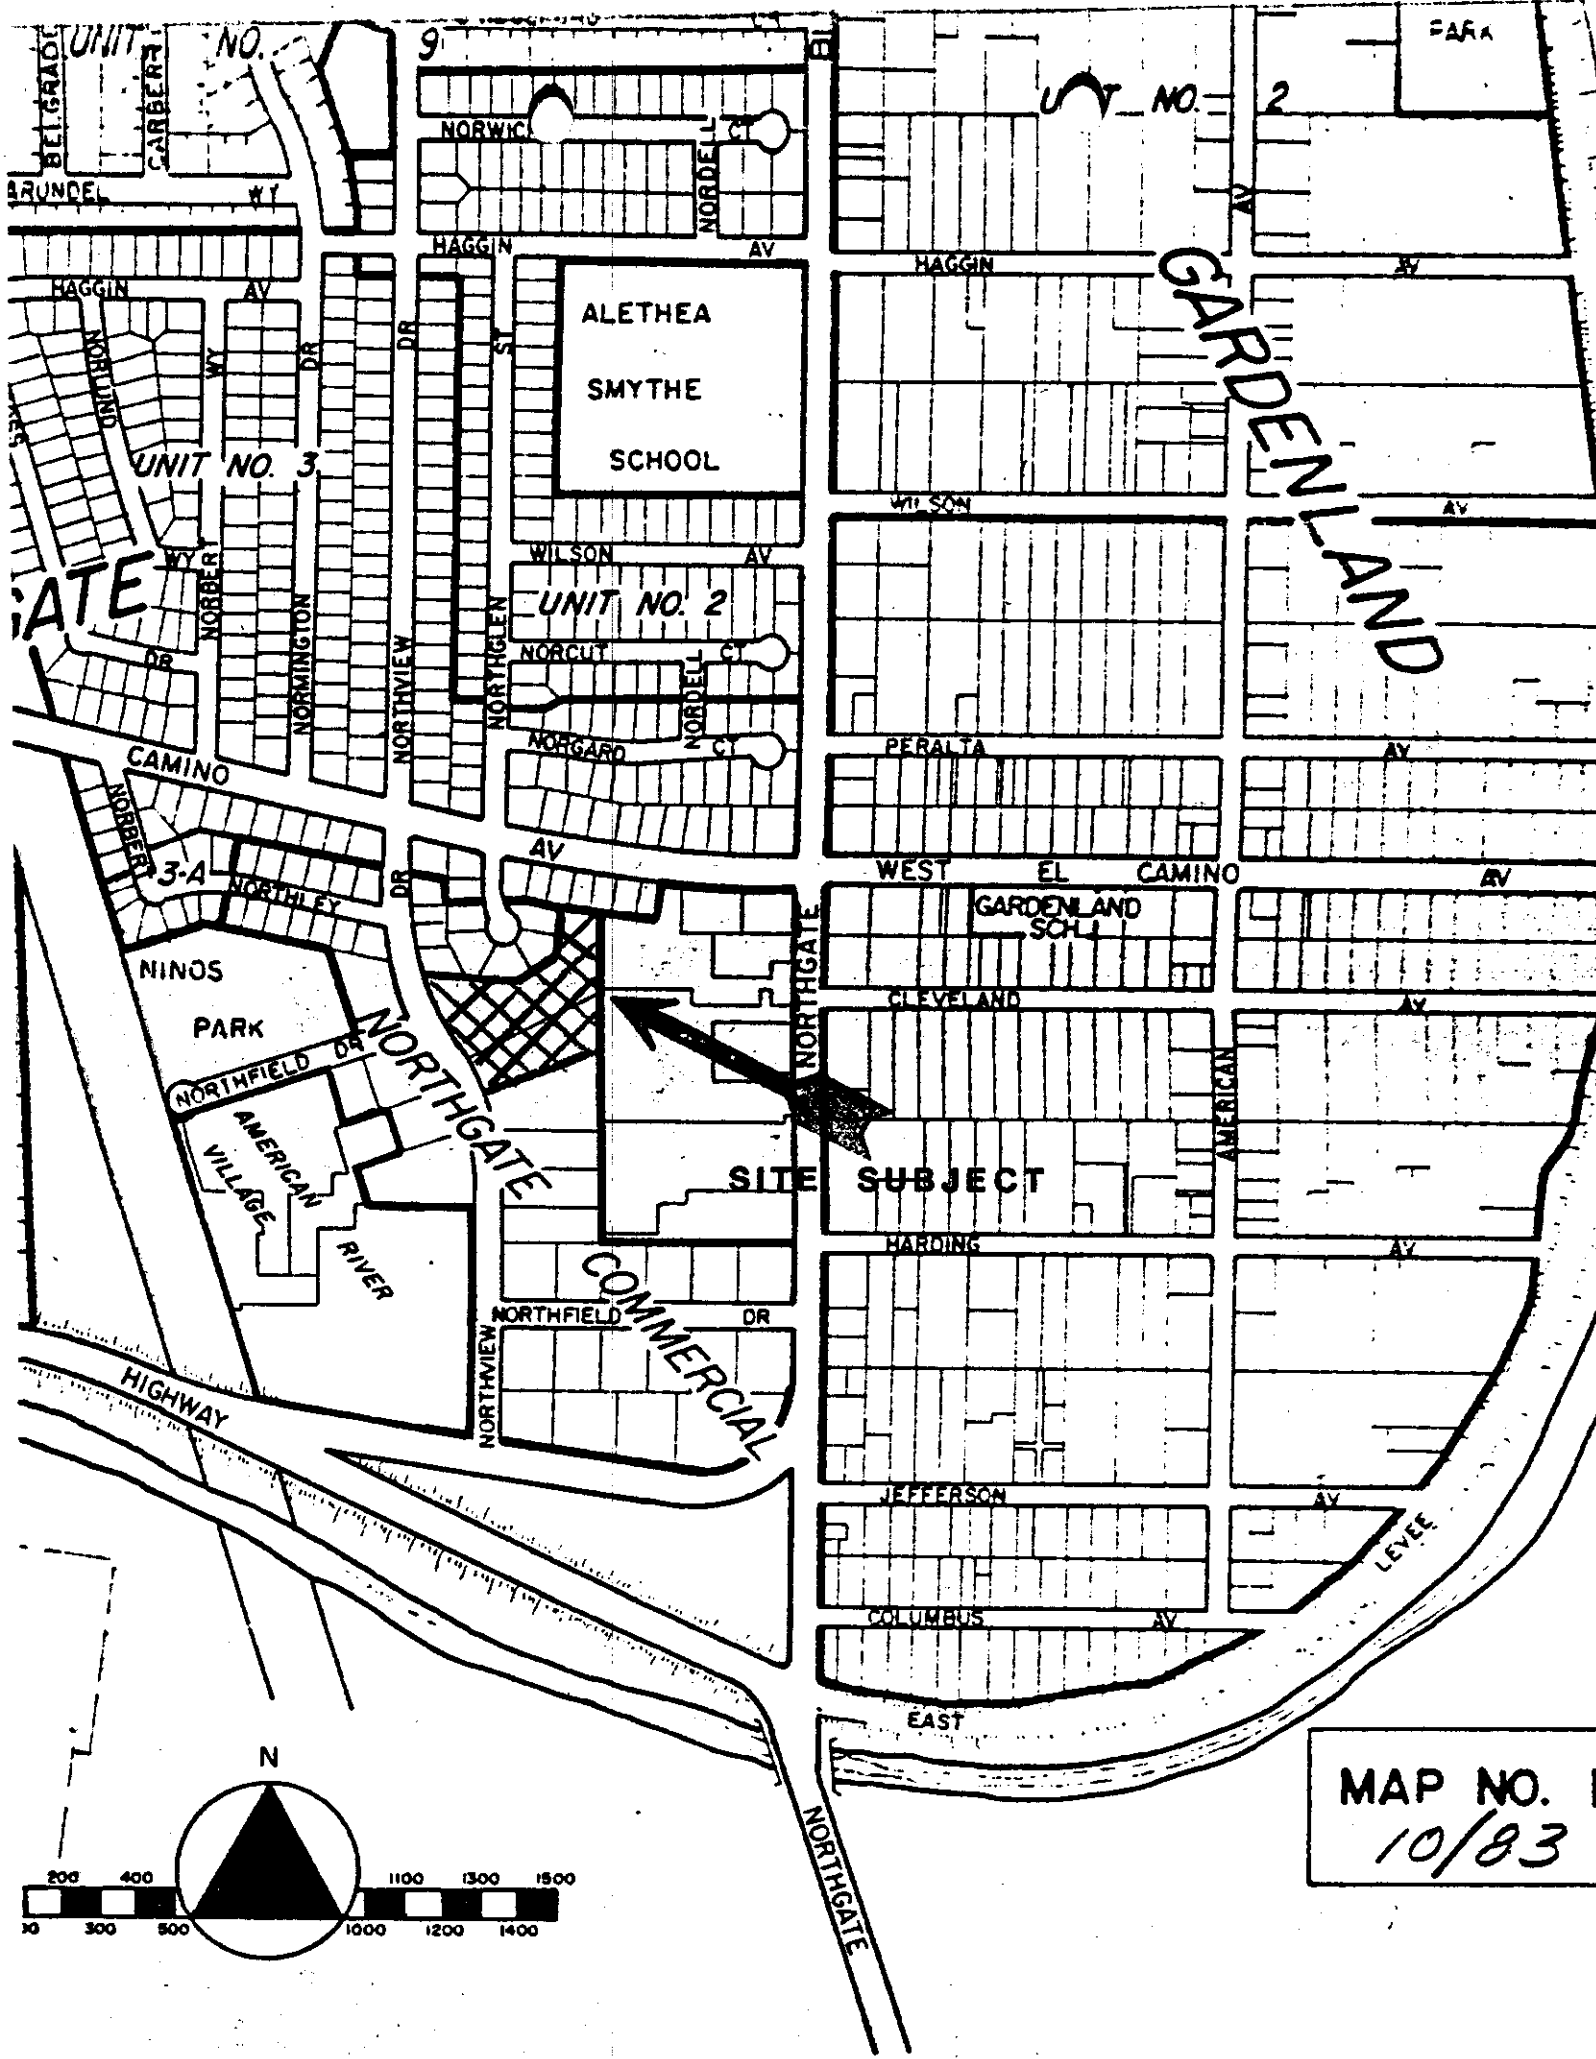 UNIT NO. 9
PARK
BELGRADE
CARBERRY
UNIT NO. 2
NORWICH
CT
NORDELL
ARUNDEL WY
AV
HAGGIN AV
HAGGIN AV
HAGGIN AV
GARDENLAND
ALETHEA
SMYTHE
SCHOOL
NORLUND
WY
DR
DR
ST
UNIT NO. 3
WILSON AV
WILSON AV
WY
NORBERT
GATE
UNIT NO. 2
NORCUT CT
DR
NORMINGTON
NORTHVIEW
NORTHGLEN
NORDELL
NORGARD CT
PERALTA AV
CAMINO
AV
NORBERT
3-A
NORTHLEY
DR
WEST EL CAMINO AV
GARDENLAND
SCH.
NORTHGATE
CLEVELAND AV
NINOS
PARK
NORTHFIELD DR
NORTHGATE
COMMERCIAL
AMERICAN
AMERICAN
RIVER
VILLAGE
SITE SUBJECT
HARDING AV
NORTHFIELD DR
NORTHVIEW
HIGHWAY
JEFFERSON AV
LEVEE
COLUMBUS AV
EAST
NORTHGATE
MAP NO.
10/83
N
200 400 1100 1300 1500
300 500 1000 1200 1400